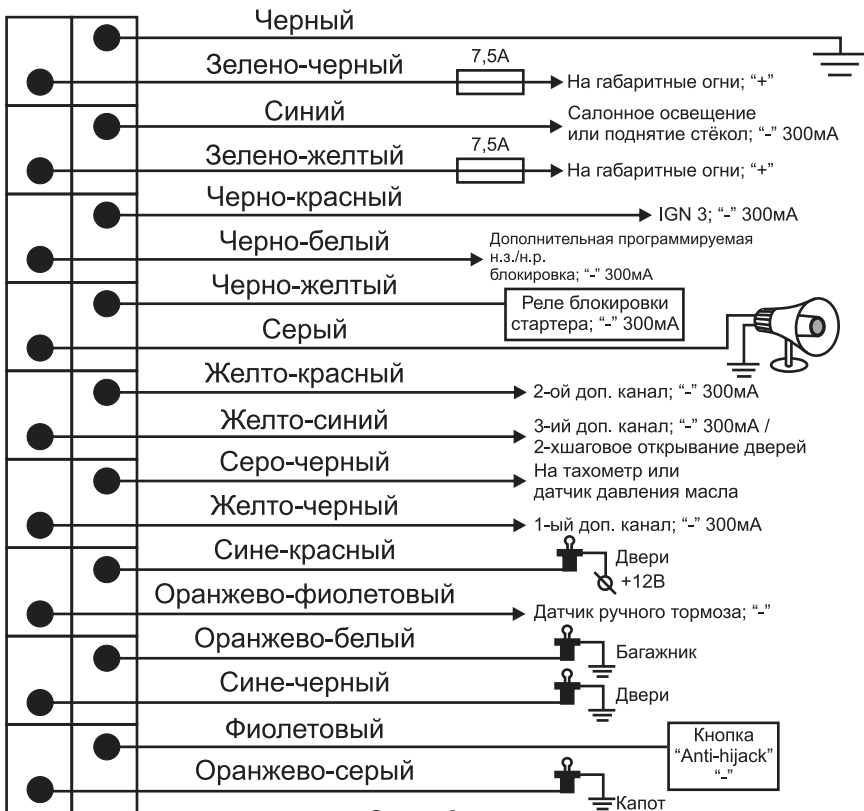 Черный
Зелено-черный
7,5А
На габаритные огни; “+”
Синий
Салонное освещение
или поднятие стёкол; “-” 300мА
Зелено-желтый
7,5А
На габаритные огни; “+”
Черно-красный
IGN 3; “-” 300мА
Черно-белый
Дополнительная программируемая
н.з./н.р.
блокировка; “-” 300мА
Черно-желтый
Реле блокировки
стартера; “-” 300мА
Серый
Желто-красный
2-ой доп. канал; “-” 300мА
Желто-синий
3-ий доп. канал; “-” 300мА /
2-хшаговое открывание дверей
Серо-черный
На тахометр или
датчик давления масла
Желто-черный
1-ый доп. канал; “-” 300мА
Сине-красный
Двери
+12В
Оранжево-фиолетовый
Датчик ручного тормоза; “-”
Оранжево-белый
Багажник
Сине-черный
Двери
Фиолетовый
Кнопка
“Anti-hijack”
“-”
Оранжево-серый
Капот